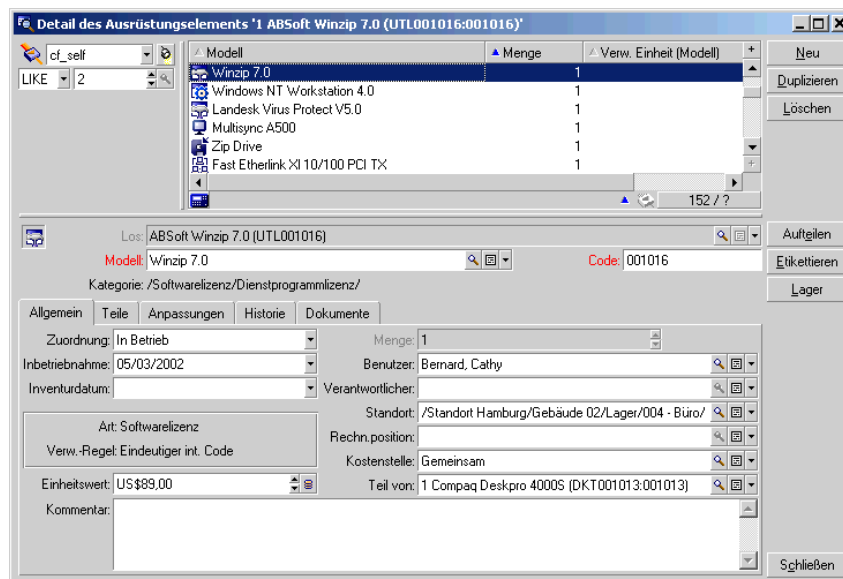 Detail des Ausrüstungselements '1 ABSoft Winzip 7.0 (UTL001016:001016)'
cf_self
LIKE 2
Modell Menge Verw. Einheit (Modell) +
Winzip 7.0 1
Windows NT Workstation 4.0 1
Landesk Virus Protect V5.0 1
Multisync A500 1
Zip Drive 1
Fast Etherlink XI 10/100 PCI TX 1
152 / ?
Neu
Duplizieren
Löschen
Los: ABSoft Winzip 7.0 (UTL001016)
Modell: Winzip 7.0 Code: 001016
Kategorie: /Softwarelizenz/Dienstprogrammlizenz/
Aufteilen
Etikettieren
Lager
Allgemein Teile Anpassungen Historie Dokumente
Zuordnung: In Betrieb Menge: 1
Inbetriebnahme: 05/03/2002 Benutzer: Bernard, Cathy
Inventurdatum: Verantwortlicher:
Standort: /Standort Hamburg/Gebäude 02/Lager/004 - Büro/
Art: Softwarelizenz
Verw.-Regel: Eindeutiger int. Code
Rechn.position:
Kostenstelle: Gemeinsam
Einheitswert: US$89,00 Teil von: 1 Compaq Deskpro 4000S (DKT001013:001013)
Kommentar:
Schließen